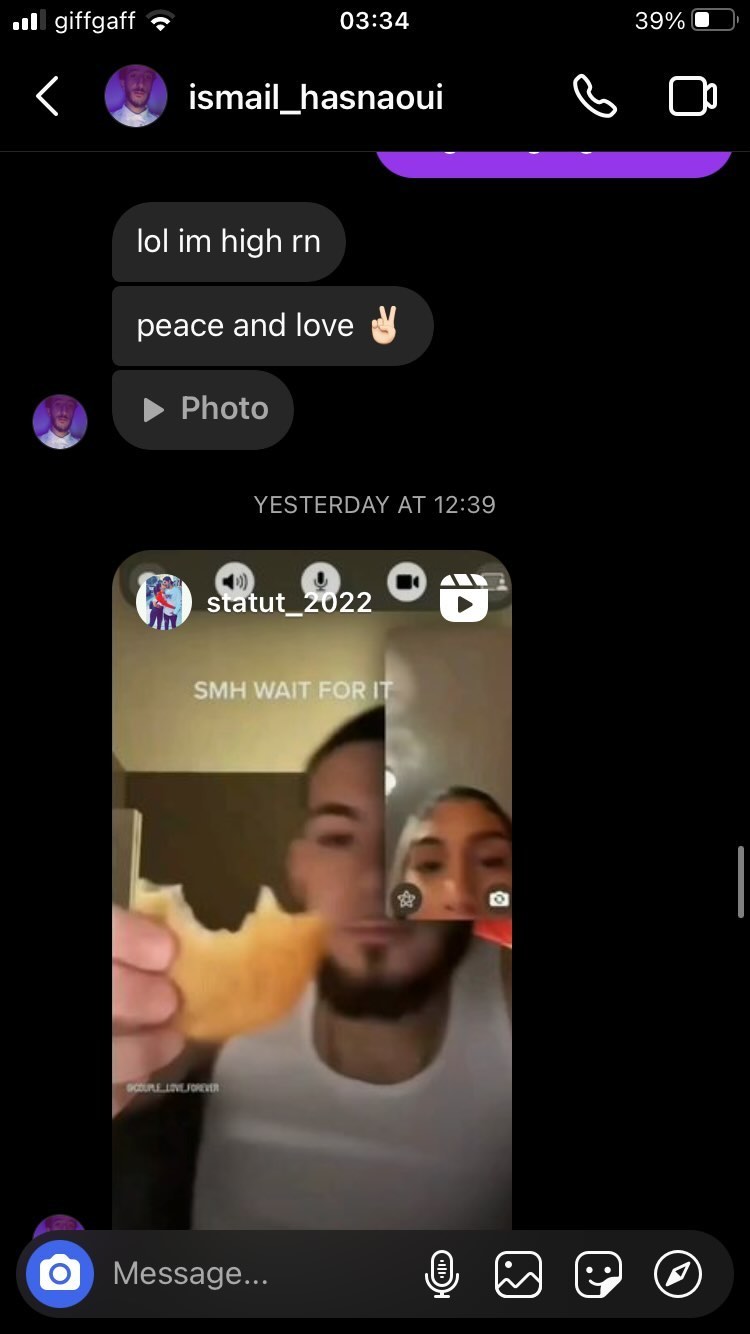 giffgaff 03:34 39%
ismail_hasnaoui
lol im high rn
peace and love ✌🏻
Photo
YESTERDAY AT 12:39
statut_2022
SMH WAIT FOR IT
@COUPLE_LOVE_FOREVER
Message...